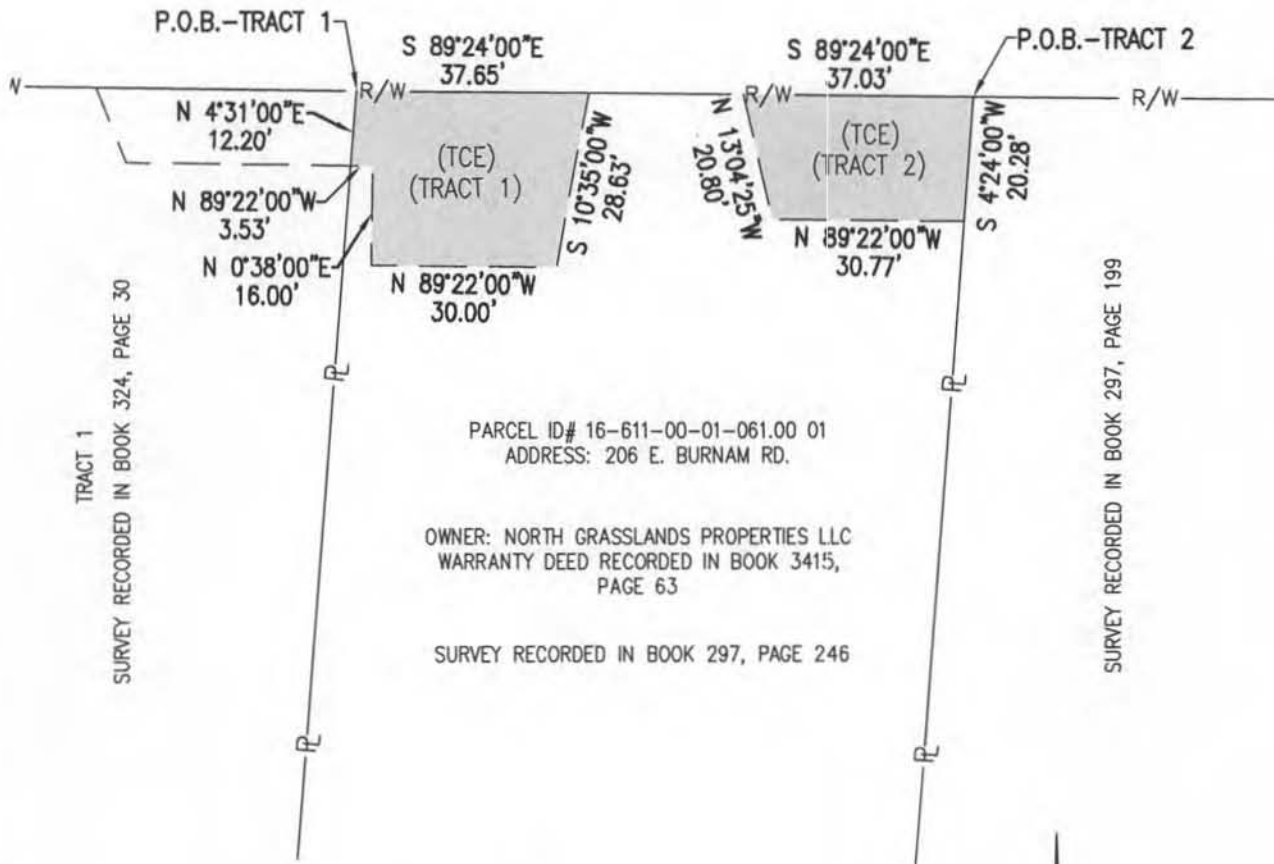 P.O.B.-TRACT 1
S 89°24'00"E
37.65'
S 89°24'00"E
37.03'
P.O.B.-TRACT 2
R/W
R/W
R/W
N 4°31'00"E
12.20'
(TCE)
(TRACT 1)
S 10°35'00"W
28.63'
N 13°04'25"W
20.80'
(TCE)
(TRACT 2)
S 4°24'00"W
20.28'
N 89°22'00"W
3.53'
N 0°38'00"E
16.00'
N 89°22'00"W
30.00'
N 89°22'00"W
30.77'
TRACT 1
SURVEY RECORDED IN BOOK 324, PAGE 30
PL
PL
PARCEL ID# 16-611-00-01-061.00 01
ADDRESS: 206 E. BURNAM RD.
OWNER: NORTH GRASSLANDS PROPERTIES LLC
WARRANTY DEED RECORDED IN BOOK 3415,
PAGE 63
SURVEY RECORDED IN BOOK 297, PAGE 246
SURVEY RECORDED IN BOOK 297, PAGE 199
PL
PL